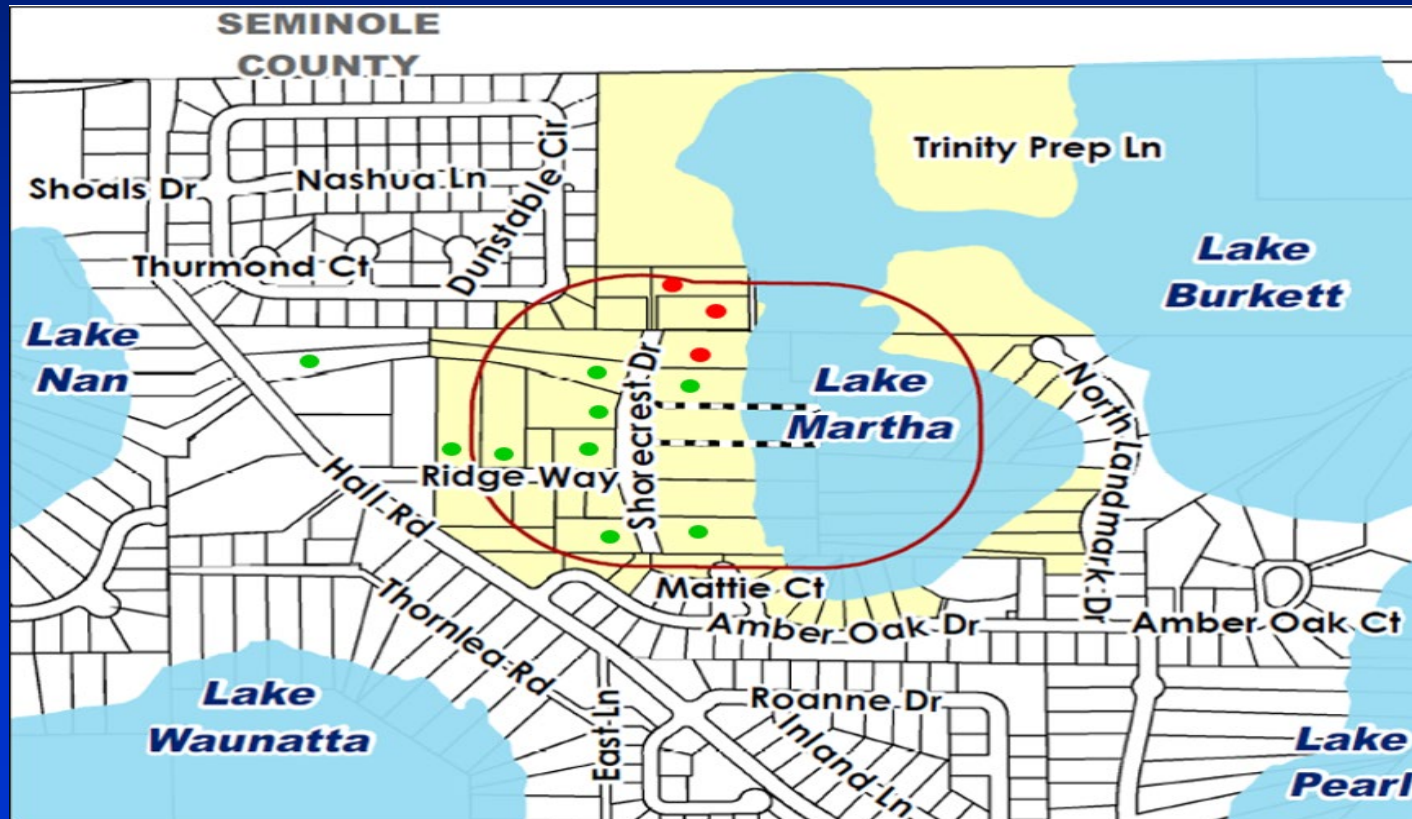 SEMINOLE
COUNTY
Trinity Prep Ln
Shoals Dr
Nashua Ln
Dunstable Cir
Thurmond Ct
Lake
Burkett
Lake
Nan
Shorecrest Dr
Lake
Martha
North Landmark Dr
Hall Rd
Ridge Way
Mattie Ct
Thornlea Rd
Amber Oak Dr
Amber Oak Ct
Lake
Waunatta
East Ln
Roanne Dr
Inland Ln
Lake
Pearl